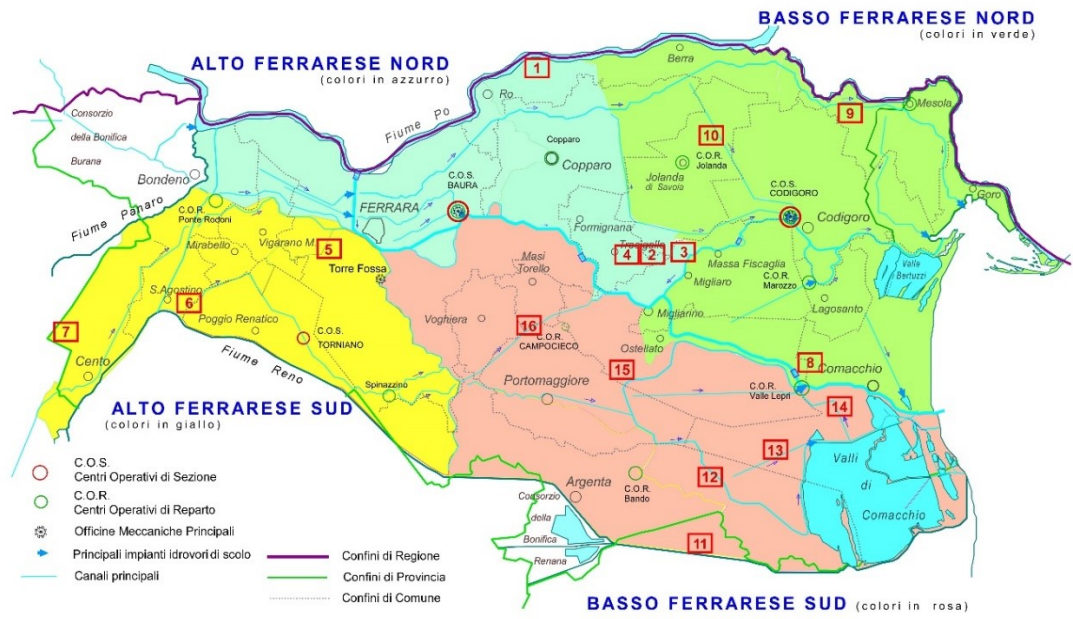 BASSO FERRARESE NORD
(colori in verde)
ALTO FERRARESE NORD
(colori in azzurro)
1
Berra
Ro
Mesola
9
Consorzio
della Bonifica
Burana
Fiume Po
10
Copparo
Copparo
C.O.R.
Jolanda
Jolanda
di Savoia
Bondeno
C.O.S.
BAURA
C.O.S.
CODIGORO
Goro
Fiume Panaro
C.O.R.
Ponte Rodoni
FERRARA
Formignana
Codigoro
Mirabello
Vigarano M.
5
Tresigallo
4
2
3
Massa Fiscaglia
Masi
Torello
Valle
Bertuzzi
Torre Fossa
Migliaro
C.O.R.
Marozzo
S.Agostino
6
Lagosanto
Poggio Renatico
Voghiera
16
Migliarino
7
C.O.S.
TORNIANO
C.O.R.
CAMPOCIECO
Ostellato
Fiume Reno
8
Comacchio
Cento
15
Spinazzino
Portomaggiore
C.O.R.
Valle Lepri
ALTO FERRARESE SUD
(colori in giallo)
14
13
Valli
di
Comacchio
C.O.S.
Centri Operativi di Sezione
C.O.R.
Centri Operativi di Reparto
Argenta
C.O.R.
Bando
12
Consorzio
della
Bonifica
Renana
Officine Meccaniche Principali
11
Principali impianti idrovori di scolo
Confini di Regione
Canali principali
Confini di Provincia
Confini di Comune
BASSO FERRARESE SUD (colori in rosa)